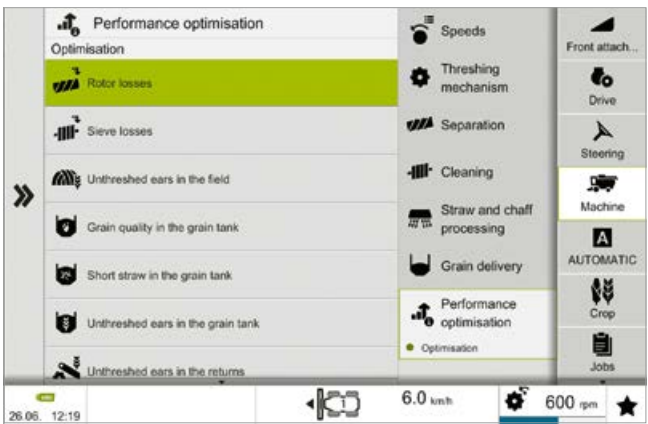 Performance optimisation
Optimisation
Rotor losses
Sieve losses
Unthreshed ears in the field
Grain quality in the grain tank
Short straw in the grain tank
Unthreshed ears in the grain tank
Unthreshed ears in the returns
Speeds
Threshing
mechanism
Separation
Cleaning
Straw and chaff
processing
Grain delivery
Performance
optimisation
Optimisation
Front attach...
Drive
Steering
Machine
A
AUTOMATIC
Crop
Jobs
26.06. 12:19
1
6.0 km/h
600 rpm